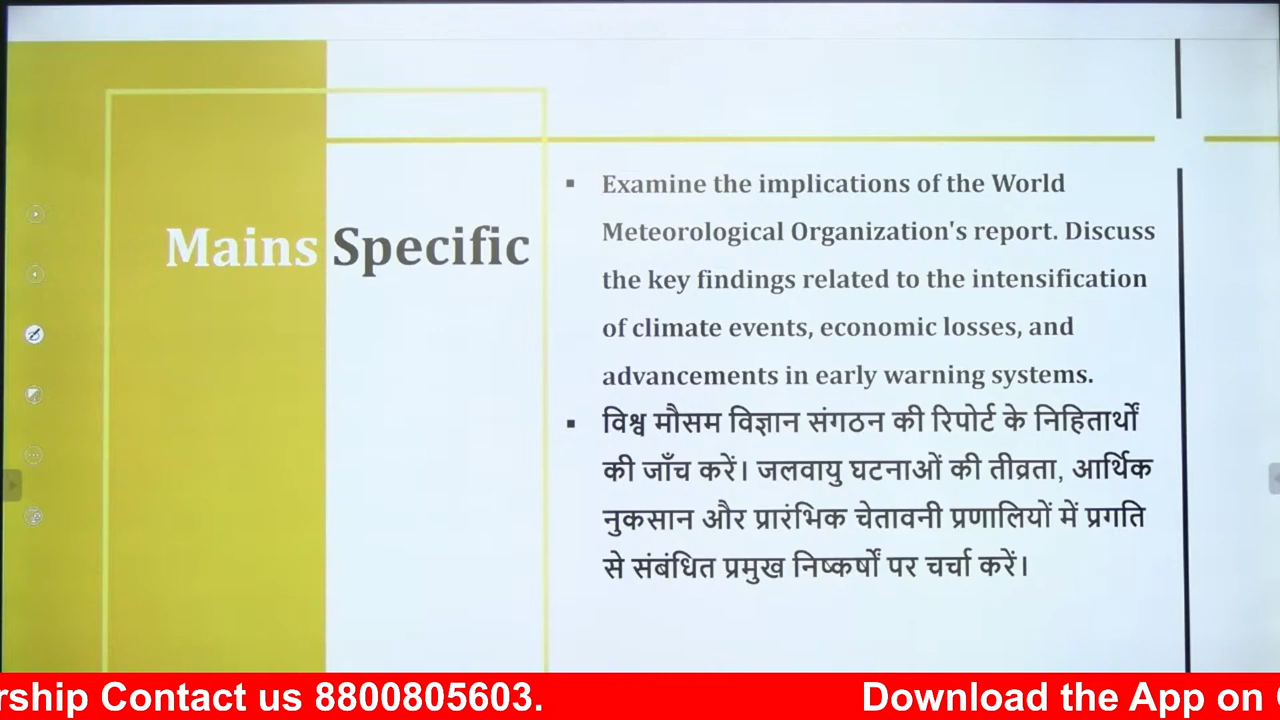 Mains Specific
▪ Examine the implications of the World
Meteorological Organization's report. Discuss
the key findings related to the intensification
of climate events, economic losses, and
advancements in early warning systems.
▪ विश्व मौसम विज्ञान संगठन की रिपोर्ट के निहितार्थों
की जाँच करें। जलवायु घटनाओं की तीव्रता, आर्थिक
नुकसान और प्रारंभिक चेतावनी प्रणालियों में प्रगति
से संबंधित प्रमुख निष्कर्षों पर चर्चा करें।
rship Contact us 8800805603.
Download the App on